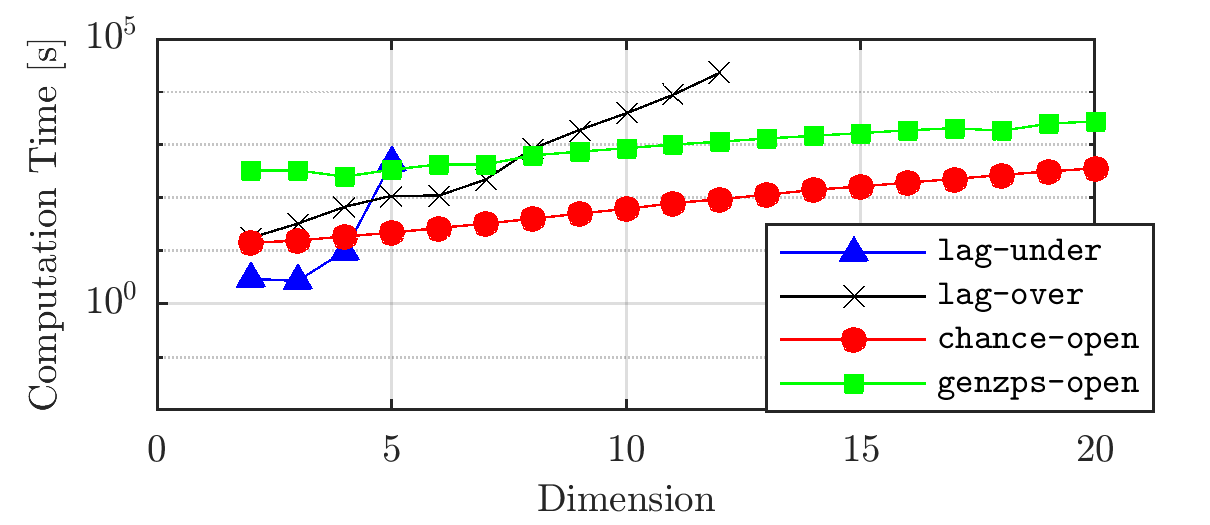 Computation Time [s]
10^5
10^0
0 5 10 15 20
Dimension
lag-under
lag-over
chance-open
genzps-open